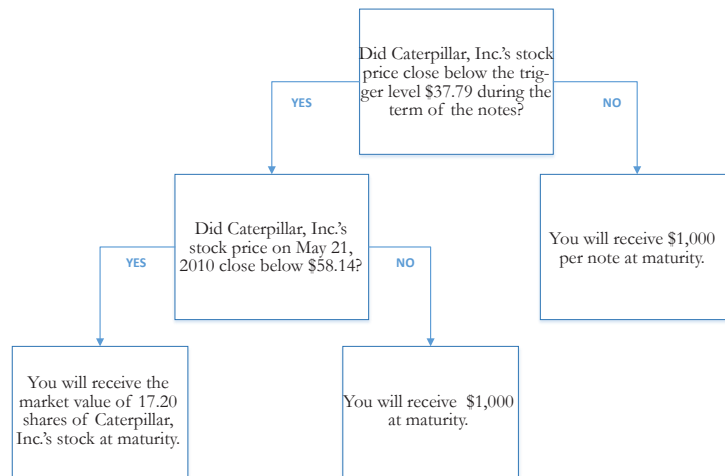 Did Caterpillar, Inc.'s stock
price close below the trig-
ger level $37.79 during the
term of the notes?
YES
NO
Did Caterpillar, Inc.'s
stock price on May 21,
2010 close below $58.14?
You will receive $1,000
per note at maturity.
YES
NO
You will receive the
market value of 17.20
shares of Caterpillar,
Inc.'s stock at maturity.
You will receive $1,000
at maturity.